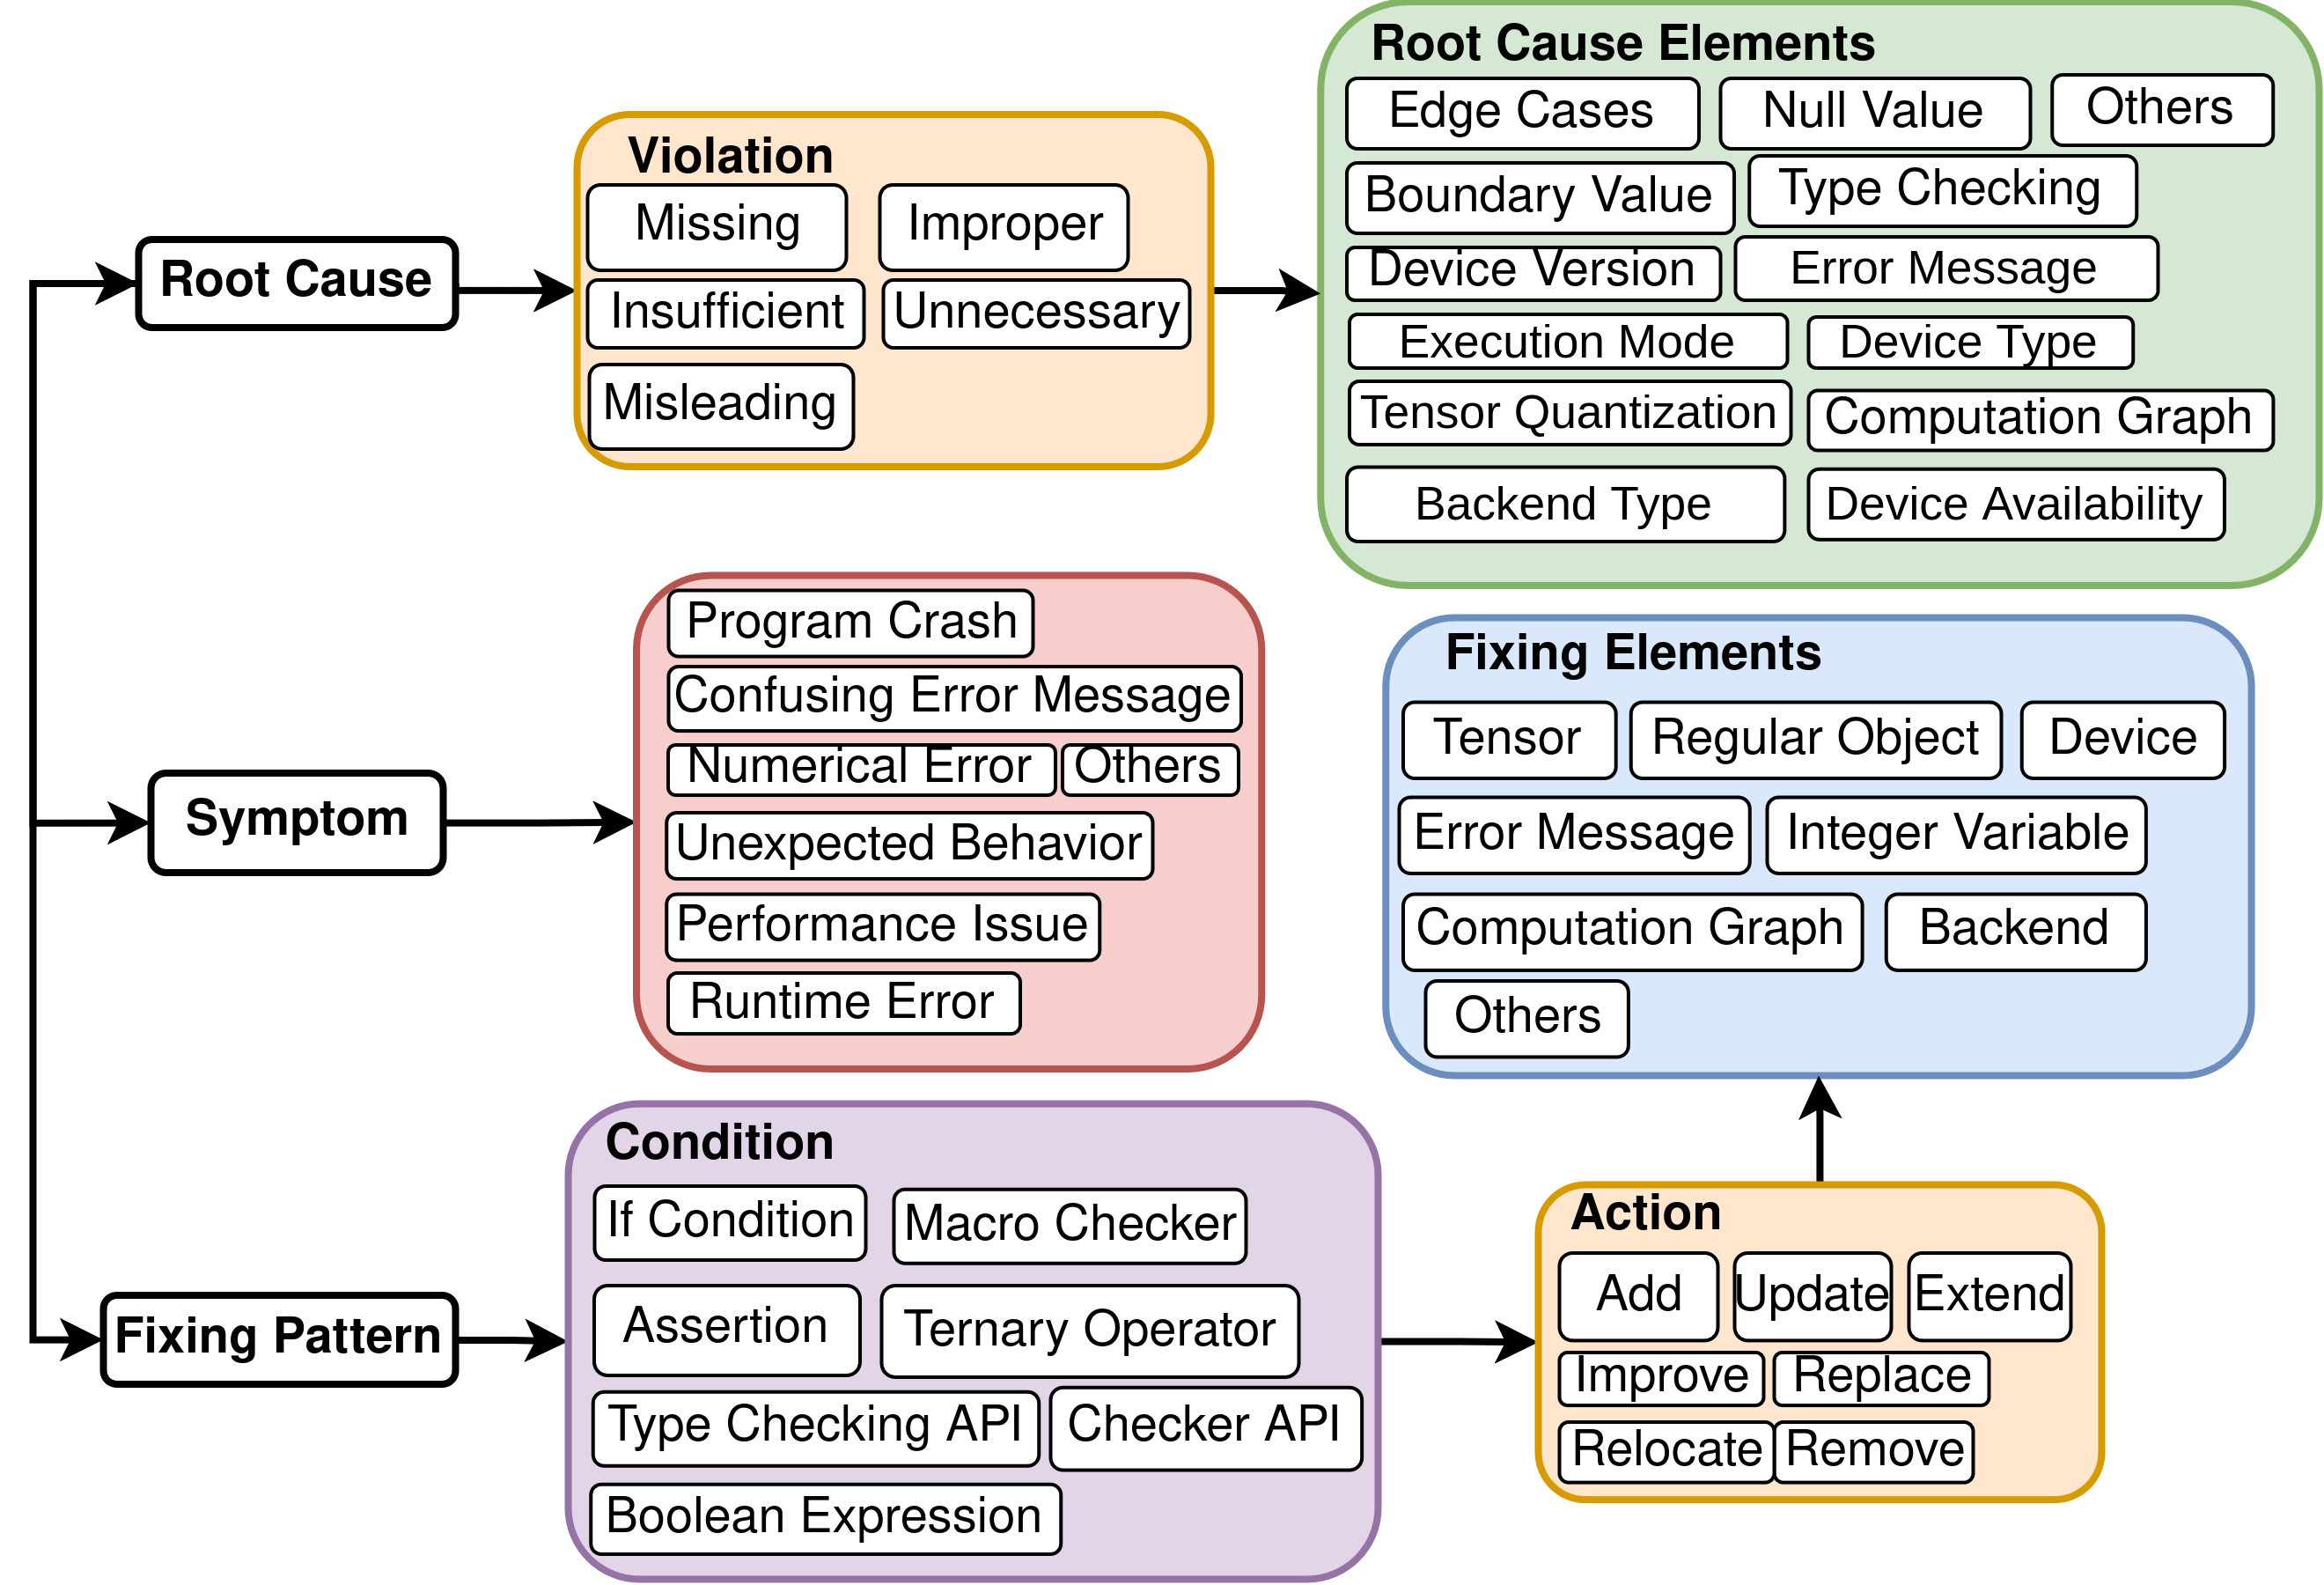 Root Cause
Violation
Missing
Improper
Insufficient
Unnecessary
Misleading
Root Cause Elements
Edge Cases
Null Value
Others
Boundary Value
Type Checking
Device Version
Error Message
Execution Mode
Device Type
Tensor Quantization
Computation Graph
Backend Type
Device Availability
Symptom
Program Crash
Confusing Error Message
Numerical Error
Others
Unexpected Behavior
Performance Issue
Runtime Error
Fixing Pattern
Condition
If Condition
Macro Checker
Assertion
Ternary Operator
Type Checking API
Checker API
Boolean Expression
Action
Add
Update
Extend
Improve
Replace
Relocate
Remove
Fixing Elements
Tensor
Regular Object
Device
Error Message
Integer Variable
Computation Graph
Backend
Others